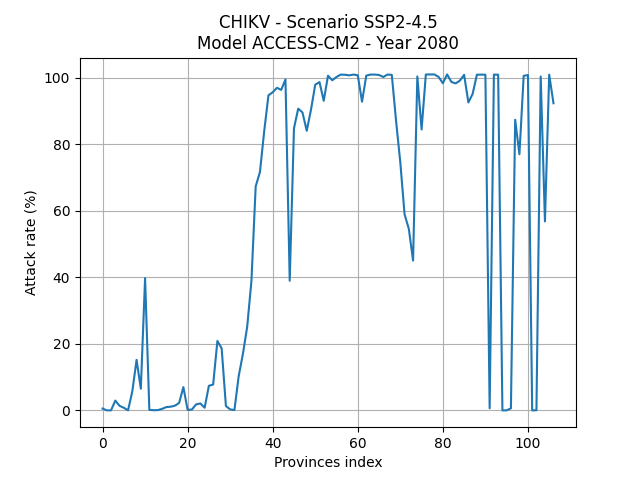 CHIKV - Scenario SSP2-4.5
Model ACCESS-CM2 - Year 2080
100
80
60
40
20
0
Attack rate (%)
0 20 40 60 80 100
Provinces index